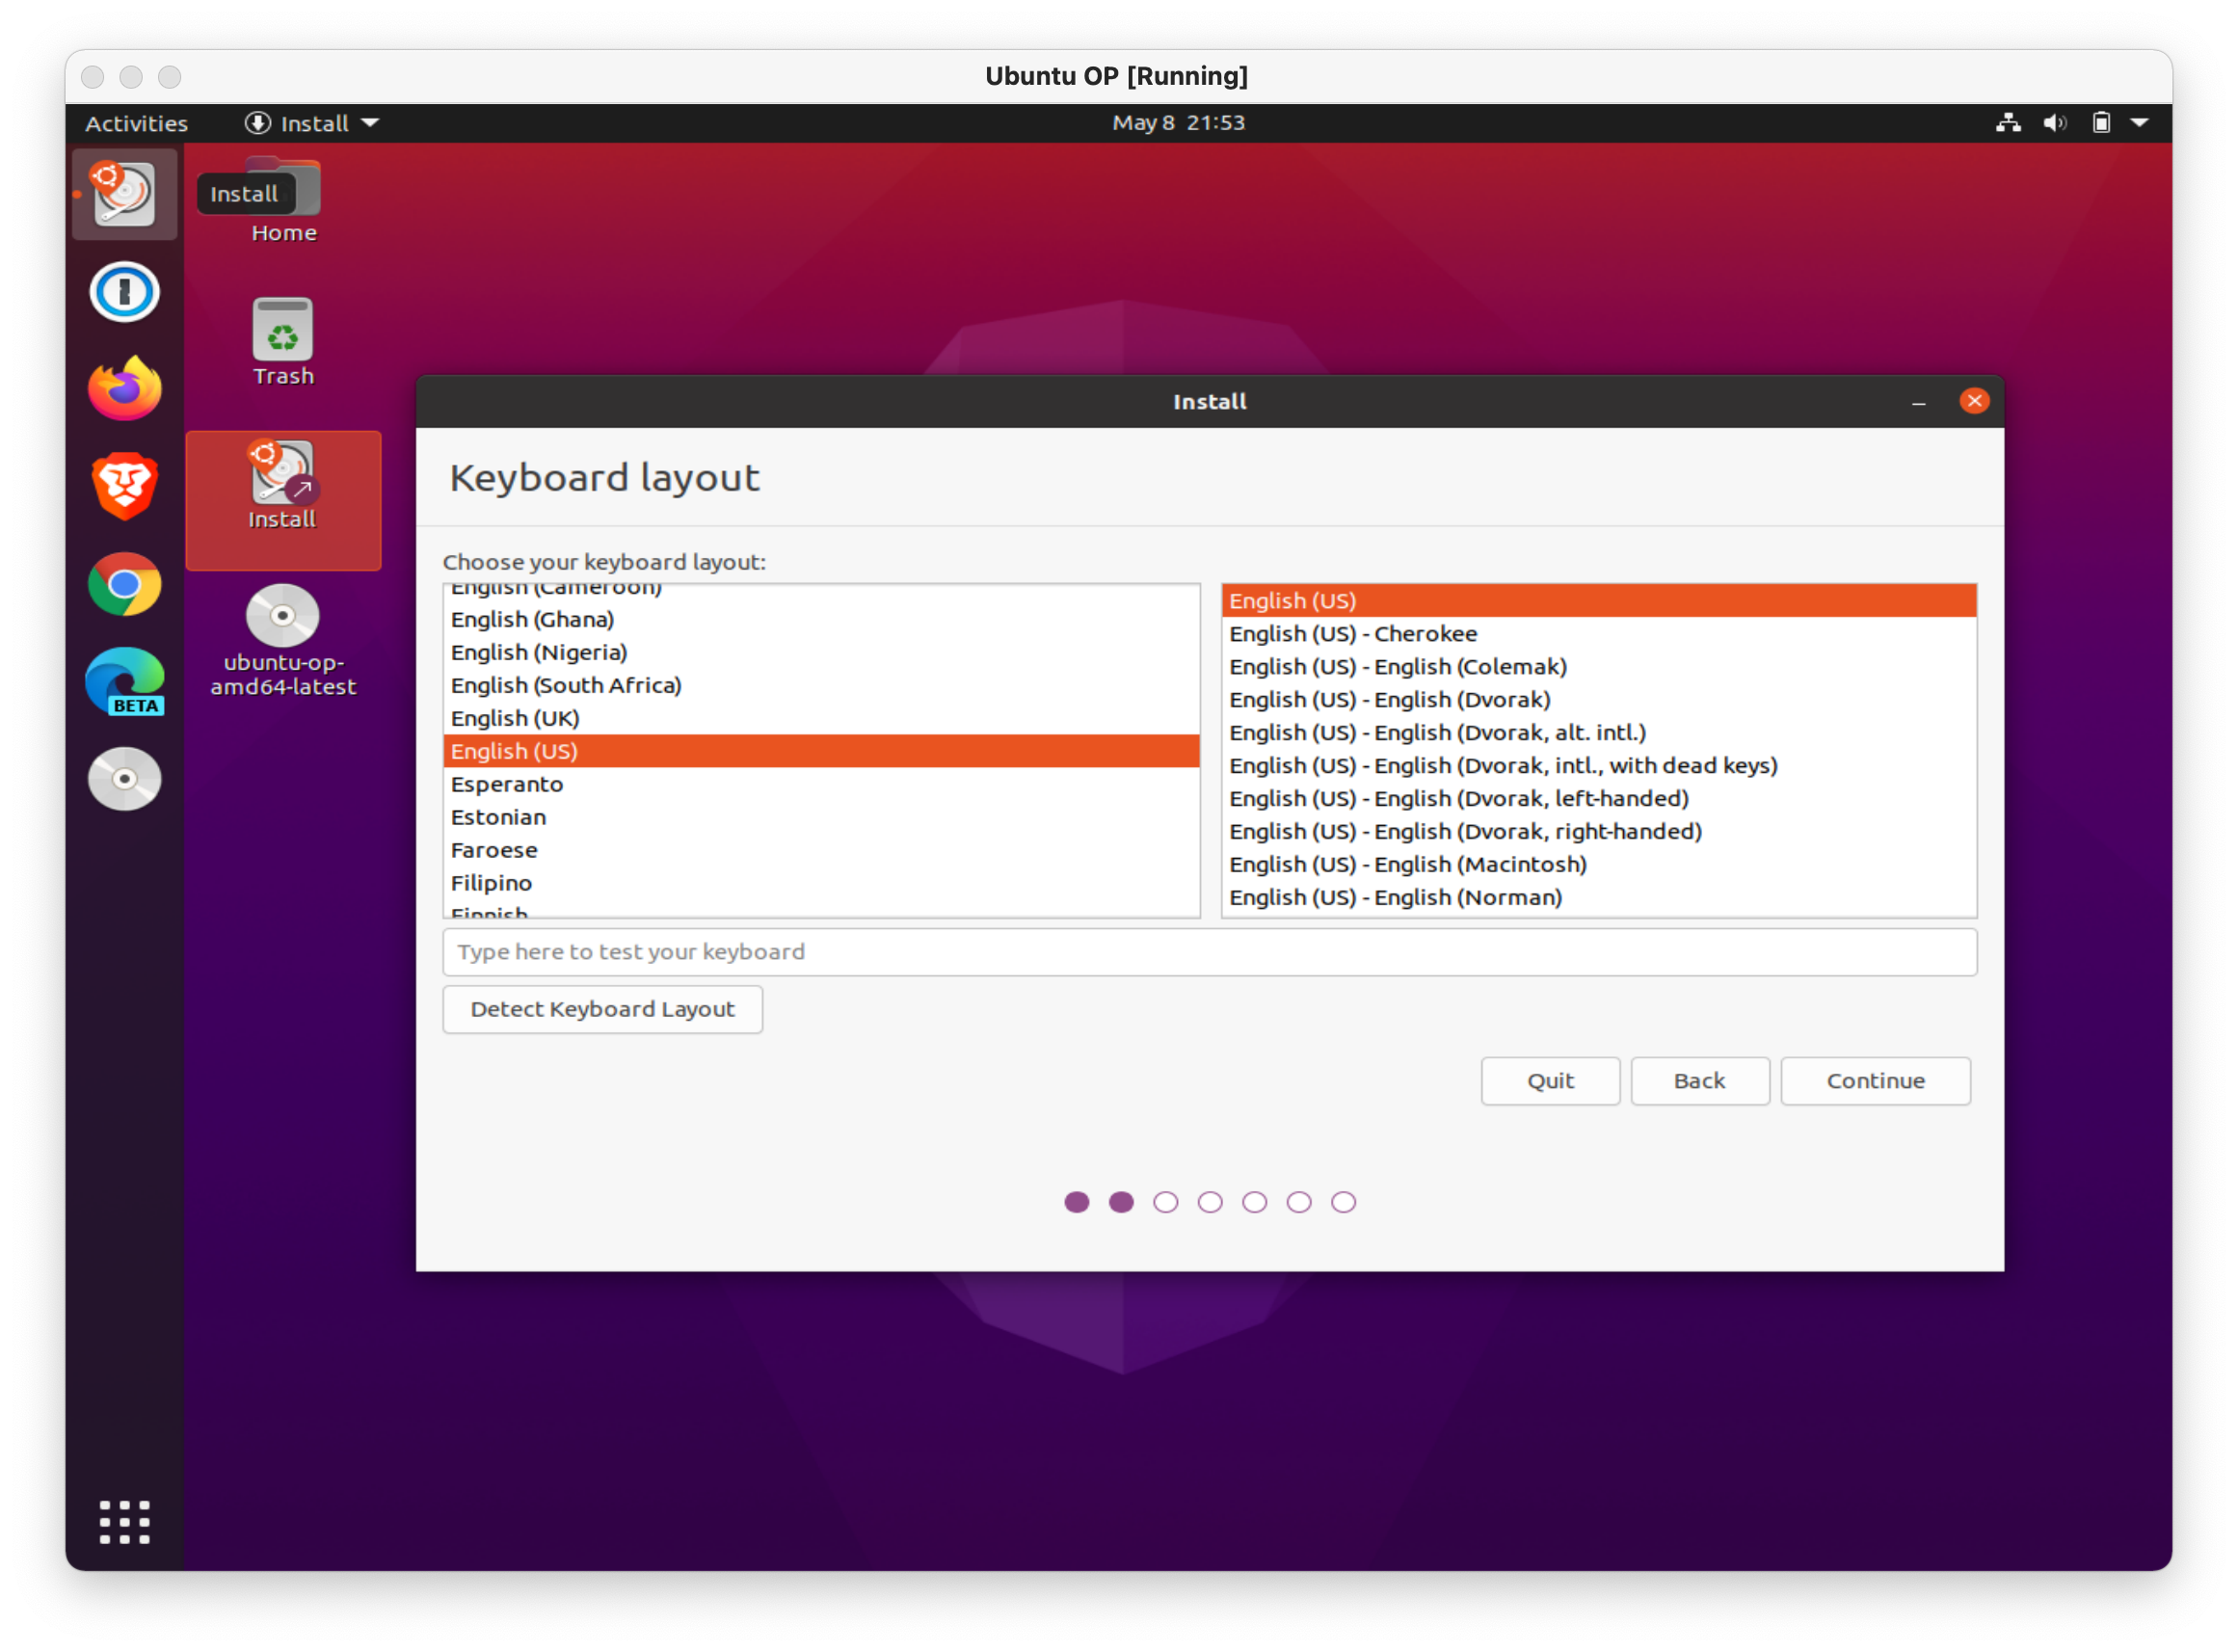 Ubuntu OP [Running]
Activities
Install
May 8 21:53
Install
Home
Trash
Install
ubuntu-op-
amd64-latest
BETA
Install
Keyboard layout
Choose your keyboard layout:
English (Cameroon)
English (Ghana)
English (Nigeria)
English (South Africa)
English (UK)
English (US)
Esperanto
Estonian
Faroese
Filipino
Finnish
English (US)
English (US) - Cherokee
English (US) - English (Colemak)
English (US) - English (Dvorak)
English (US) - English (Dvorak, alt. intl.)
English (US) - English (Dvorak, intl., with dead keys)
English (US) - English (Dvorak, left-handed)
English (US) - English (Dvorak, right-handed)
English (US) - English (Macintosh)
English (US) - English (Norman)
Type here to test your keyboard
Detect Keyboard Layout
Quit
Back
Continue